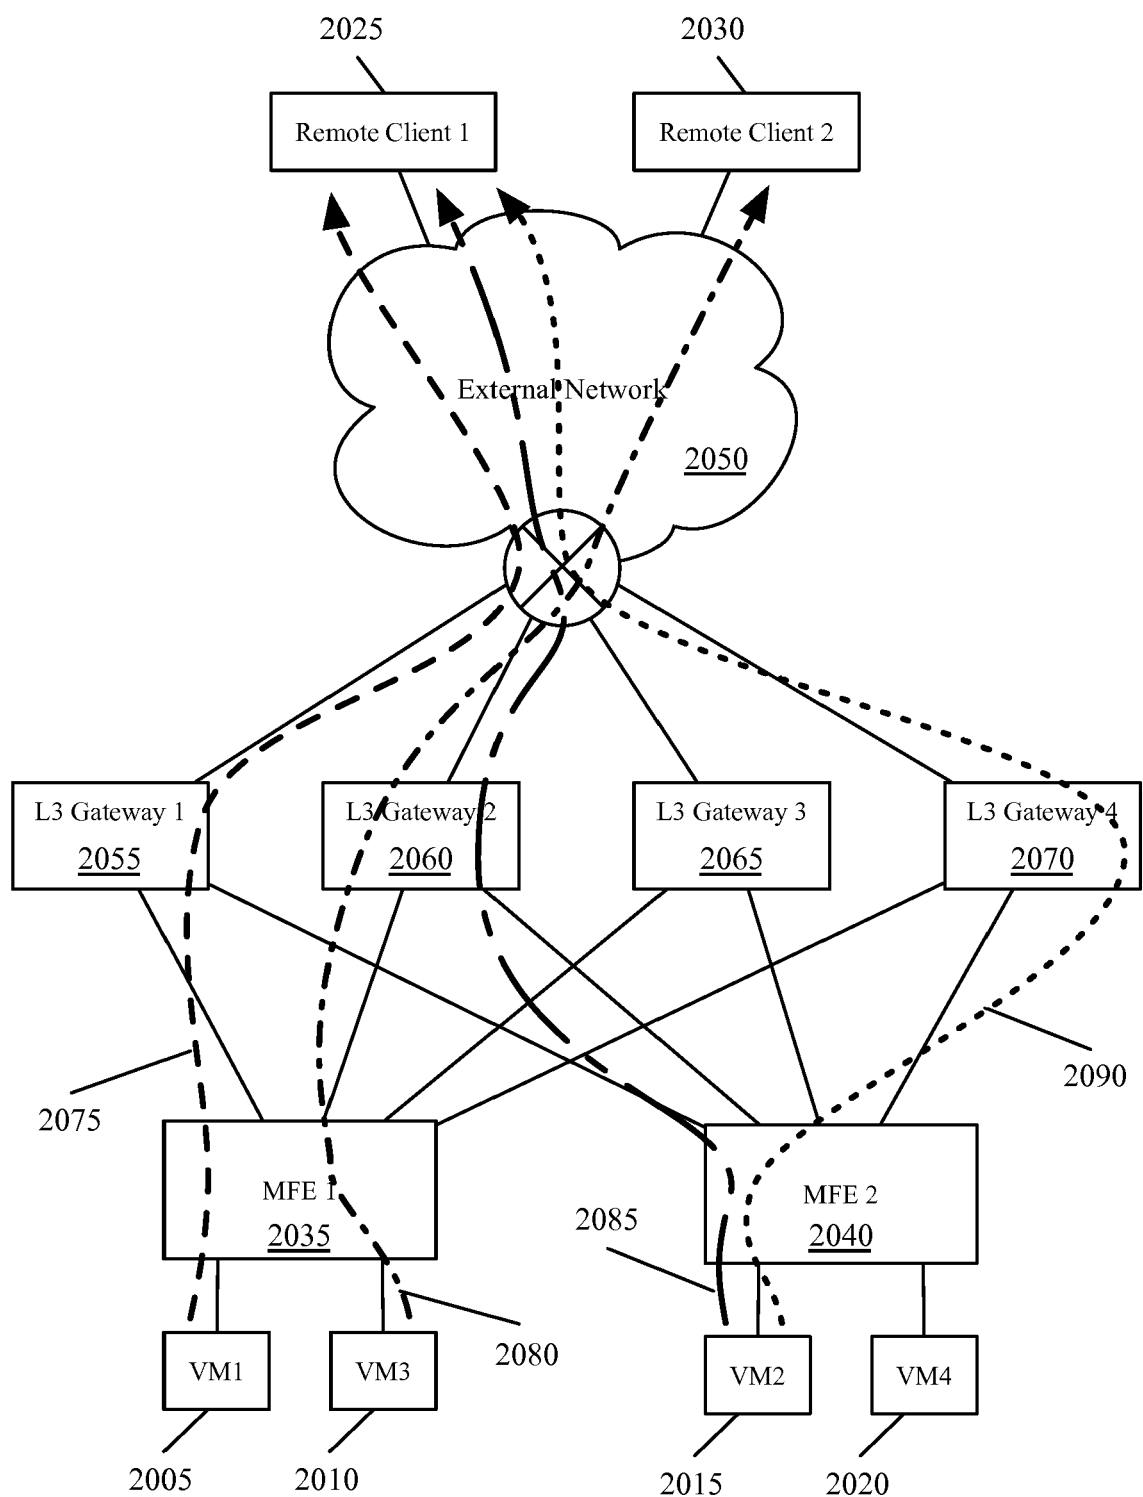 2025
2030
Remote Client 1
Remote Client 2
External Network
2050
L3 Gateway 1
2055
L3 Gateway 2
2060
L3 Gateway 3
2065
L3 Gateway 4
2070
2075
2090
MFE 1
2035
MFE 2
2040
2085
2080
VM1
VM3
VM2
VM4
2005
2010
2015
2020